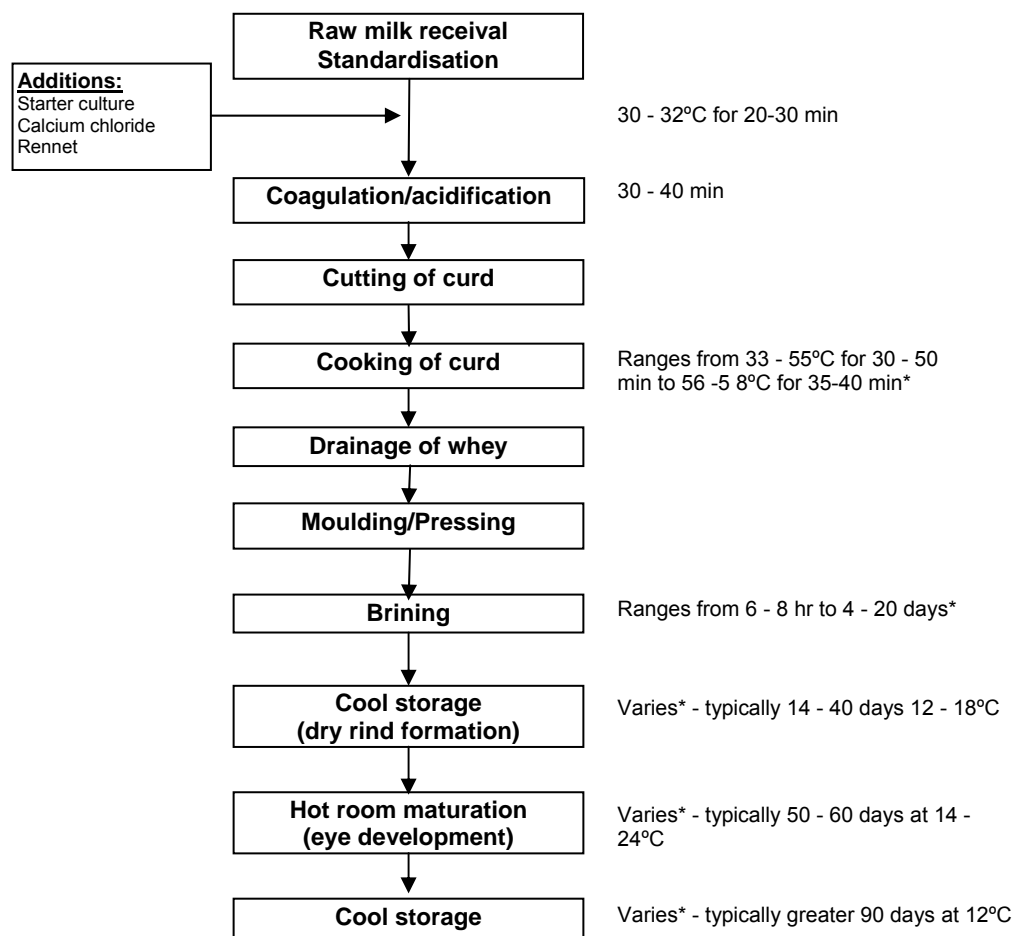 Raw milk receival
Standardisation
Additions:
Starter culture
Calcium chloride
Rennet
30 - 32ºC for 20-30 min
Coagulation/acidification
30 - 40 min
Cutting of curd
Cooking of curd
Ranges from 33 - 55ºC for 30 - 50
min to 56 -5 8ºC for 35-40 min*
Drainage of whey
Moulding/Pressing
Brining
Ranges from 6 - 8 hr to 4 - 20 days*
Cool storage
(dry rind formation)
Varies* - typically 14 - 40 days 12 - 18ºC
Hot room maturation
(eye development)
Varies* - typically 50 - 60 days at 14 -
24ºC
Cool storage
Varies* - typically greater 90 days at 12ºC